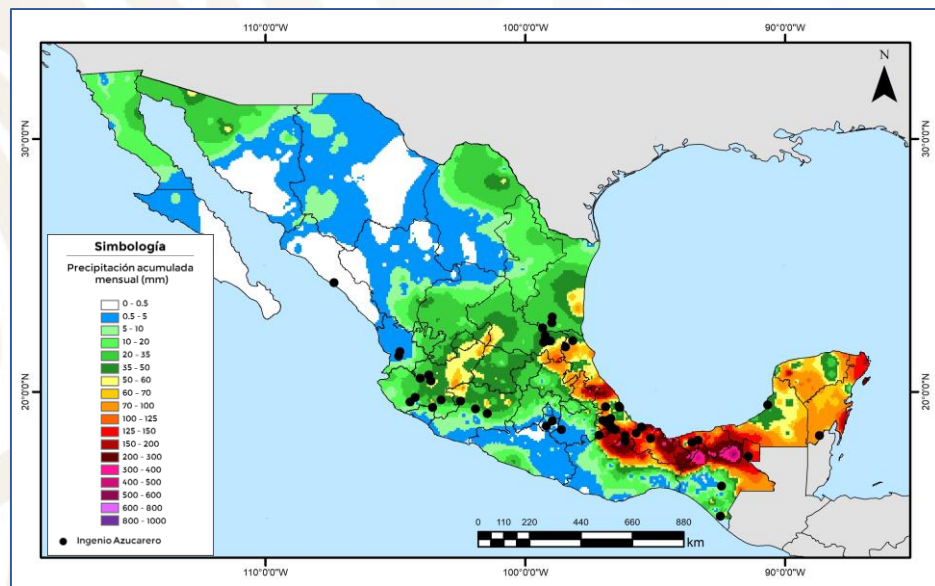 110°0'0"W 100°0'0"W 90°0'0"W
N
30°0'0"N 30°0'0"N
Simbología
Precipitación acumulada
mensual (mm)
0 - 0.5
0.5 - 5
5 - 10
10 - 20
20 - 35
35 - 50
50 - 60
60 - 70
70 - 100
100 - 125
125 - 150
150 - 200
200 - 300
300 - 400
400 - 500
500 - 600
600 - 800
800 - 1000
Ingenio Azucarero
20°0'0"N 20°0'0"N
0 110 220 440 660 880
km
110°0'0"W 100°0'0"W 90°0'0"W